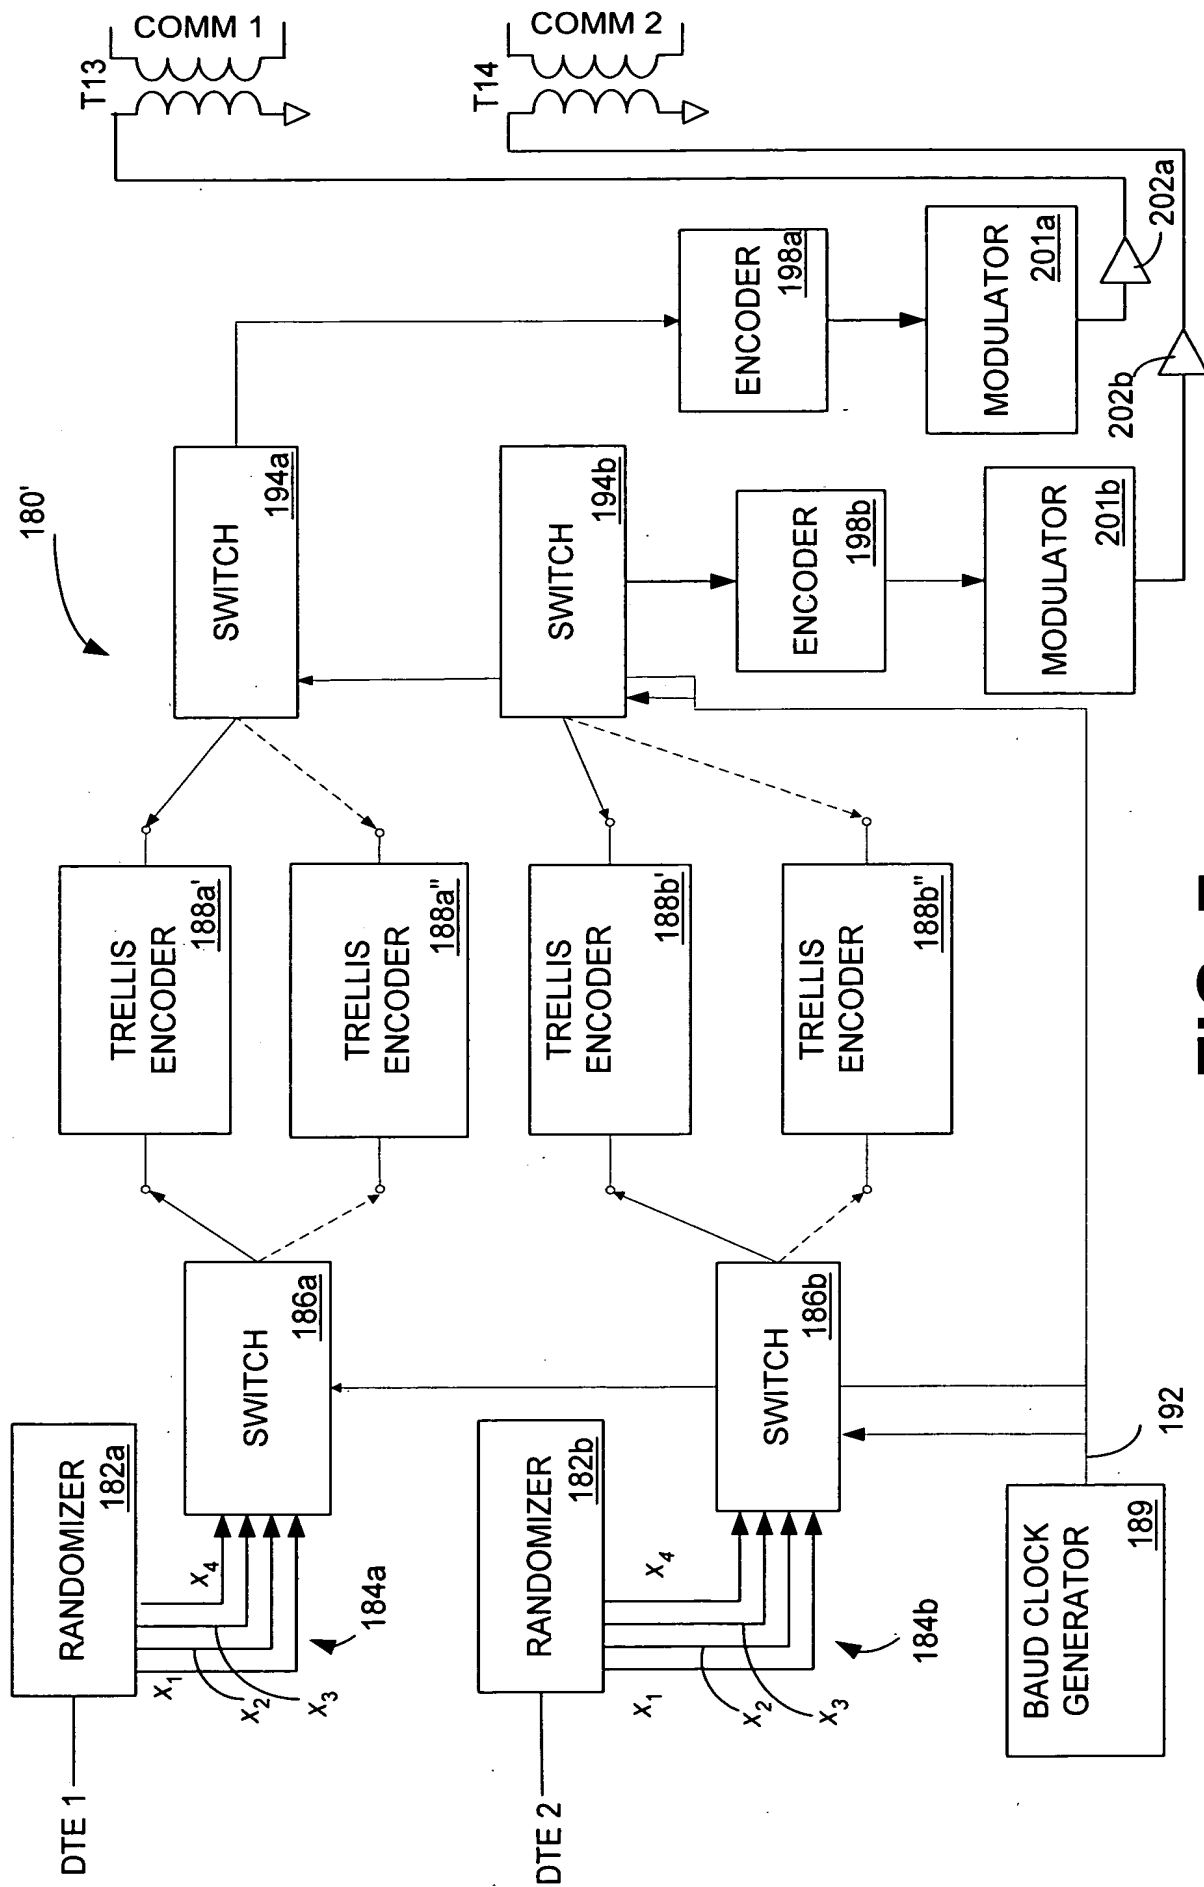 180'
DTE 1
RANDOMIZER
182a
X1
X2
X3
X4
184a
SWITCH
186a
TRELLIS
ENCODER
188a'
TRELLIS
ENCODER
188a"
SWITCH
194a
T13
COMM 1
DTE 2
RANDOMIZER
182b
X1
X2
X3
X4
184b
SWITCH
186b
TRELLIS
ENCODER
188b'
TRELLIS
ENCODER
188b"
SWITCH
194b
T14
COMM 2
ENCODER
198a
ENCODER
198b
MODULATOR
201a
MODULATOR
201b
202a
202b
BAUD CLOCK
GENERATOR
189
192